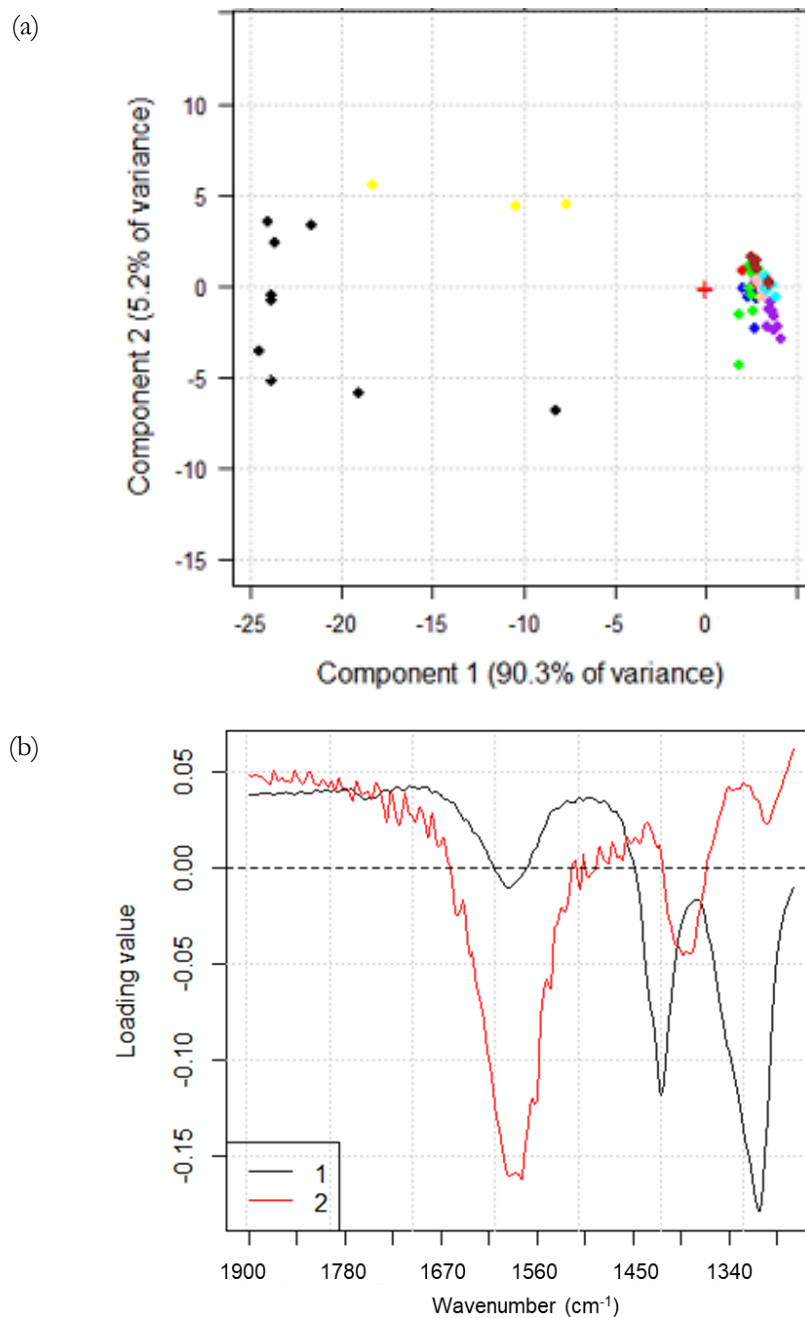 (a)
10
5
0
-5
-10
-15
Component 2 (5.2% of variance)
-25 -20 -15 -10 -5 0
Component 1 (90.3% of variance)
(b)
0.05
0.00
-0.05
-0.10
-0.15
Loading value
1
2
1900 1780 1670 1560 1450 1340
Wavenumber (cm-1)